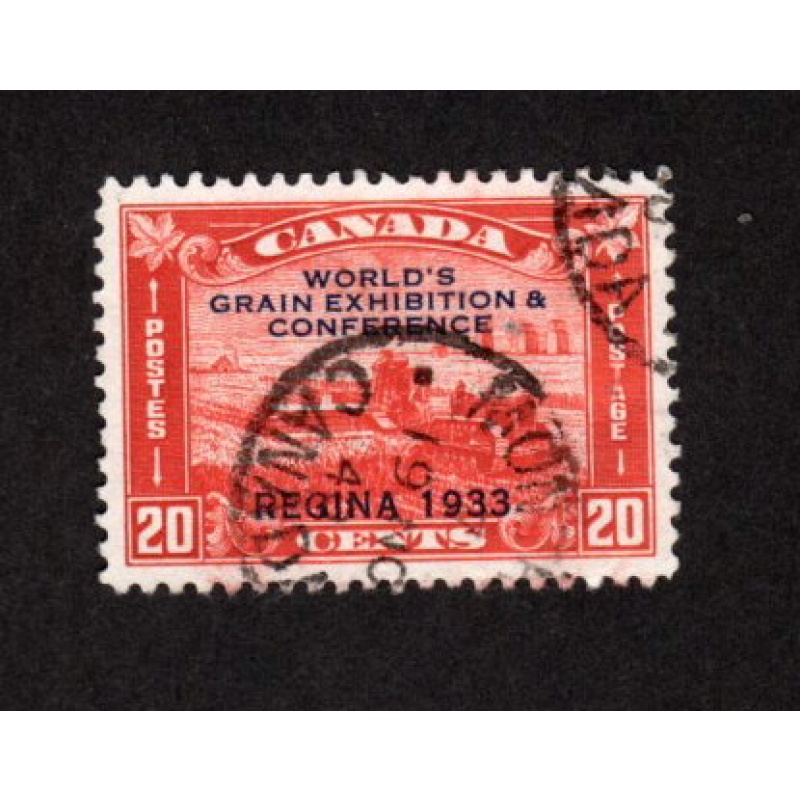 CANADA
WORLD'S
GRAIN EXHIBITION &
CONFERENCE
POSTES
POSTAGE
REGINA 1933
20 CENTS 20